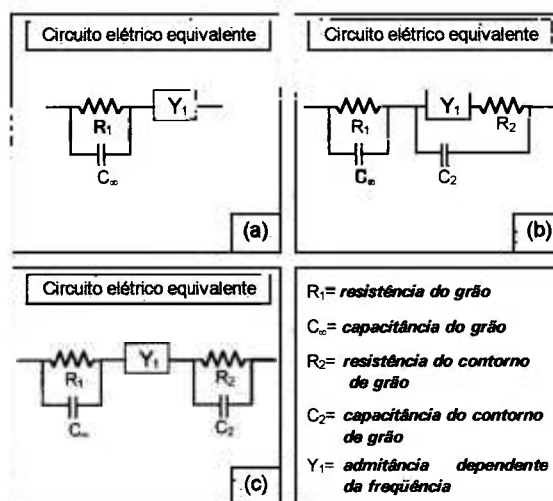 Circuito elétrico equivalente
R₁
Y₁
C∞
(a)
Circuito elétrico equivalente
R₁
Y₁
R₂
C∞
C₂
(b)
Circuito elétrico equivalente
R₁
Y₁
R₂
C∞
C₂
(c)
R₁= resistência do grão
C∞= capacitância do grão
R₂= resistência do contorno
de grão
C₂= capacitância do contorno
de grão
Y₁= admitância dependente
da freqüência